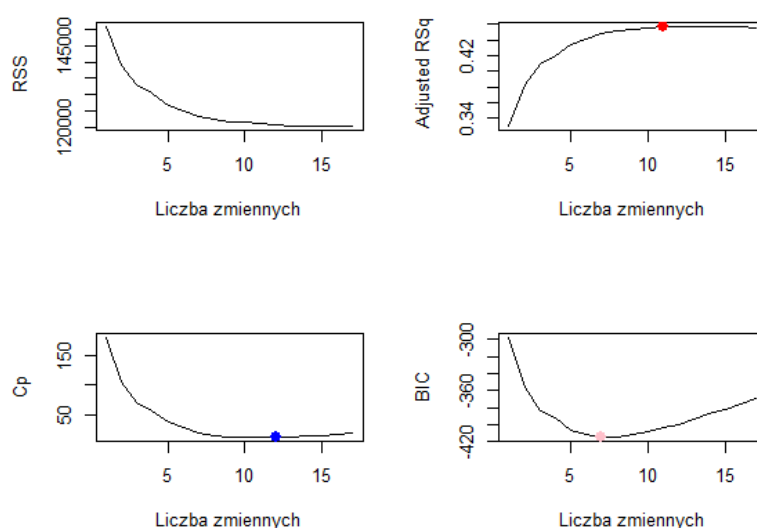 RSS
120000
145000
5
10
15
Liczba zmiennych
Adjusted RSq
0.34
0.42
5
10
15
Liczba zmiennych
Cp
50
150
5
10
15
Liczba zmiennych
BIC
-420
-360
-300
5
10
15
Liczba zmiennych